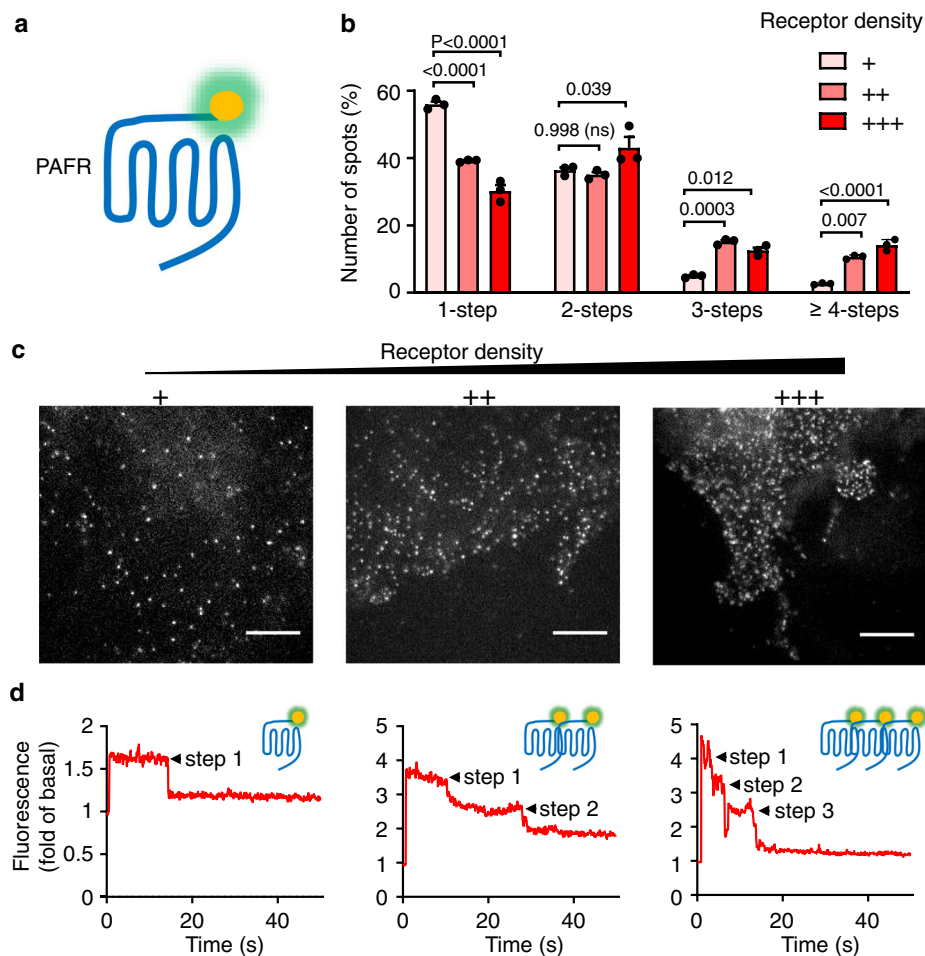 a
PAFR
b
Receptor density
+
++
+++
Number of spots (%)
60
40
20
0
P<0.0001
<0.0001
0.039
0.998 (ns)
0.012
0.0003
<0.0001
0.007
1-step
2-steps
3-steps
≥ 4-steps
c
Receptor density
+
++
+++
d
Fluorescence
(fold of basal)
2
1.5
1
0.5
0
step 1
0
20
40
Time (s)
5
4
3
2
1
0
step 1
step 2
0
20
40
Time (s)
5
4
3
2
1
0
step 1
step 2
step 3
0
20
40
Time (s)